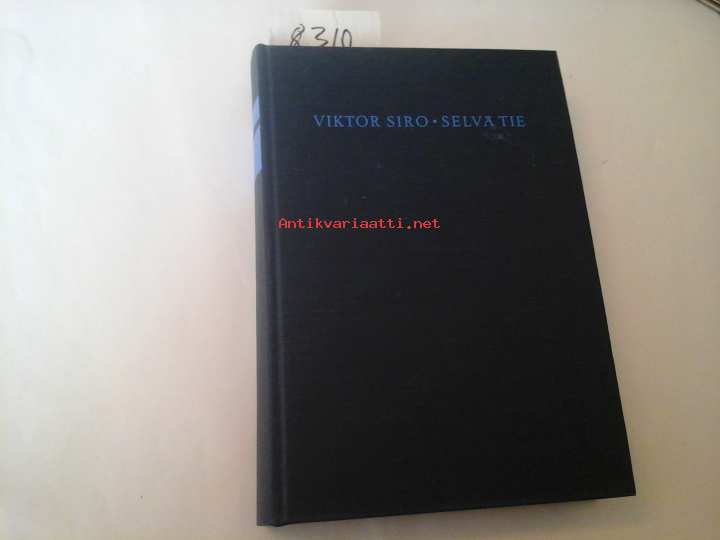 8310
VIKTOR SIRO · SELVÄ TIE
Antikvariaatti.net